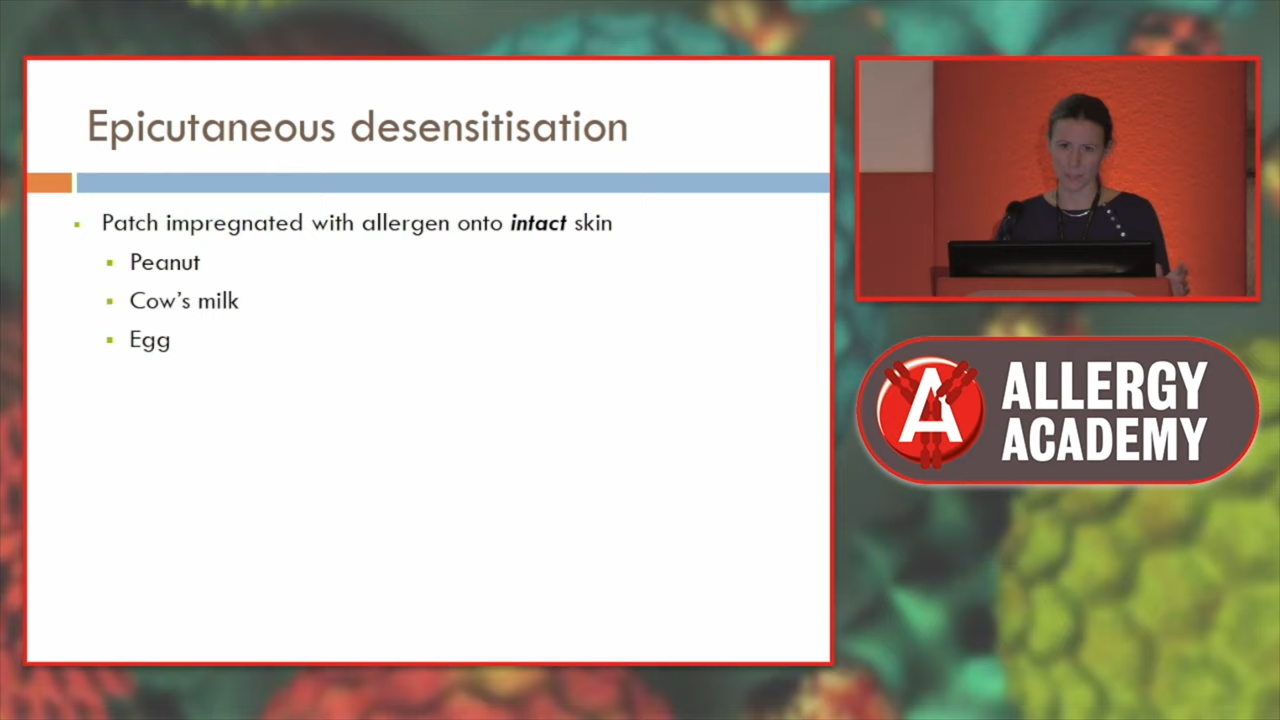 Epicutaneous desensitisation
Patch impregnated with allergen onto intact skin
Peanut
Cow's milk
Egg
A
ALLERGY
ACADEMY